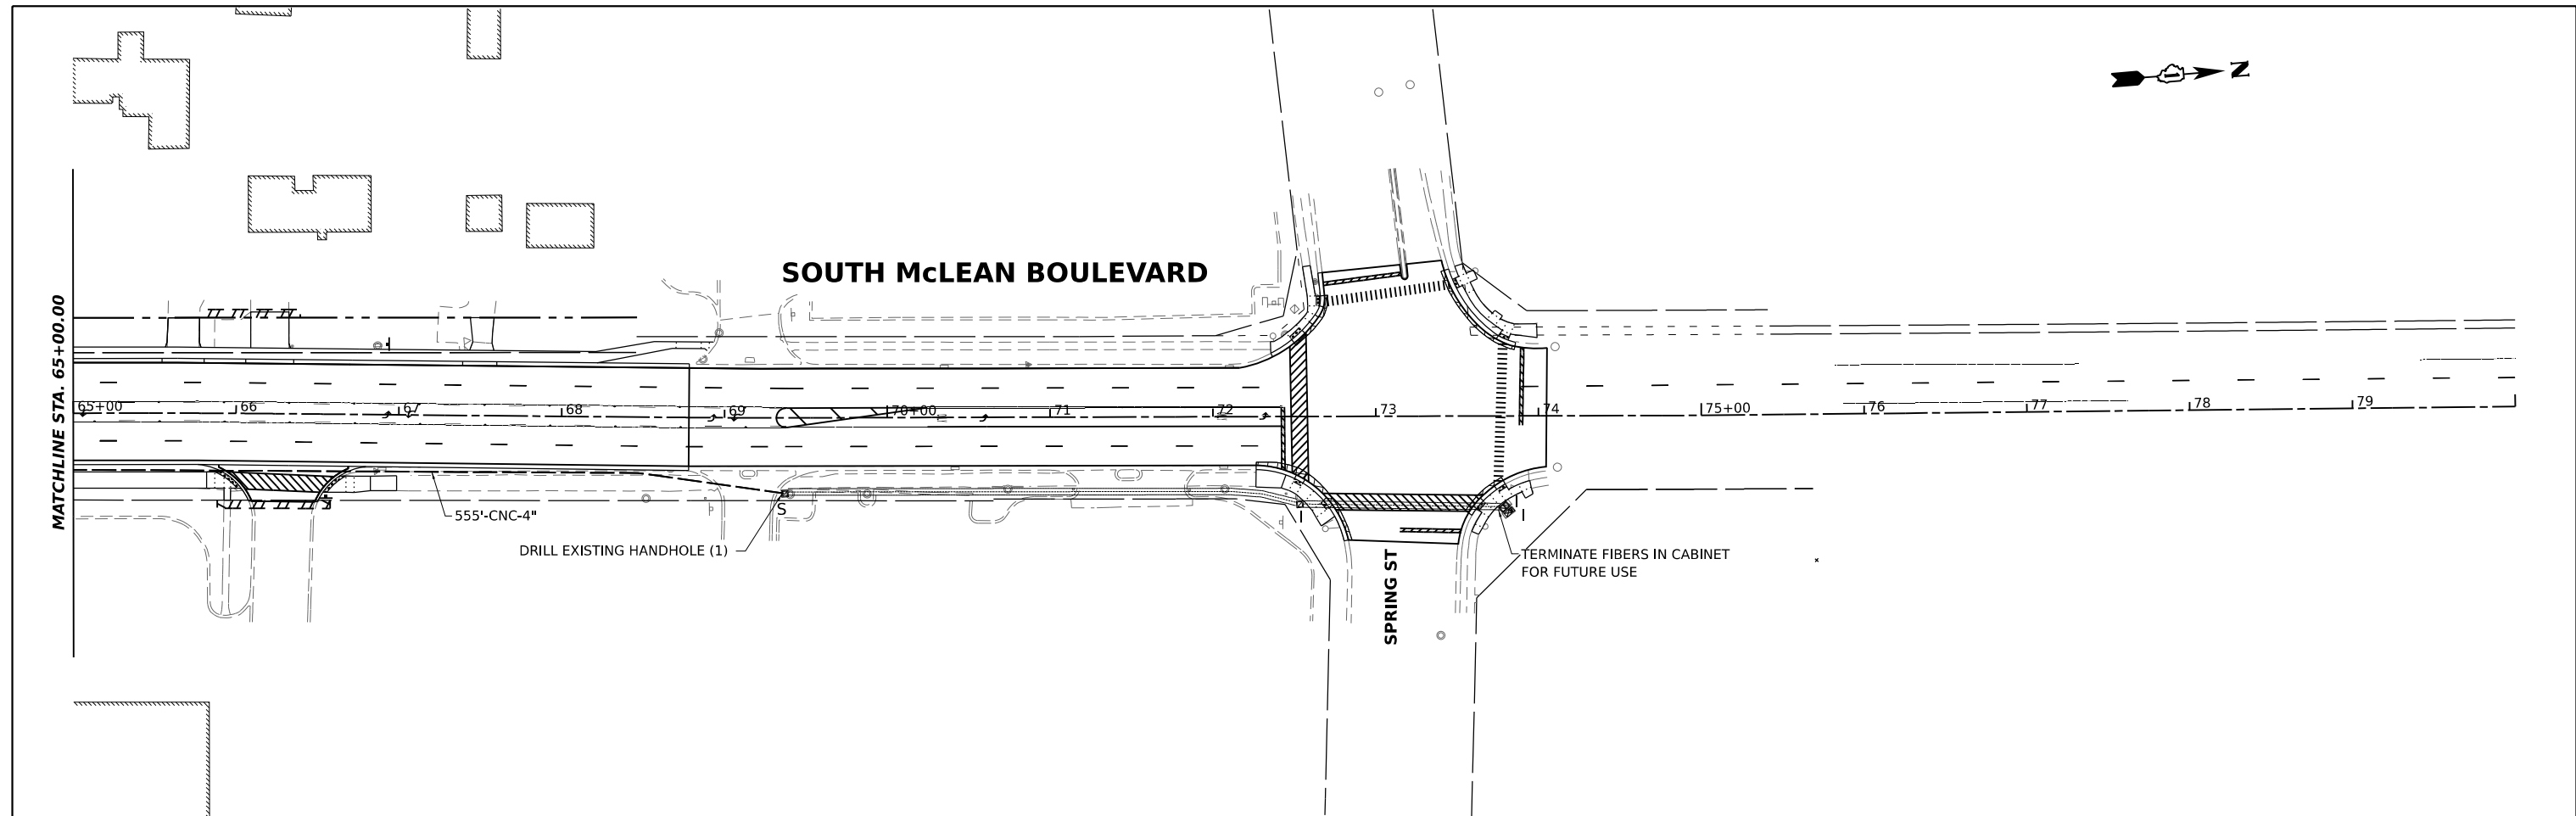 N
SOUTH McLEAN BOULEVARD
MATCHLINE STA. 65+00.00
65+00
66
67
68
69
70+00
71
72
73
74
75+00
76
77
78
79
555'-CNC-4"
S
DRILL EXISTING HANDHOLE (1)
I
I
TERMINATE FIBERS IN CABINET
FOR FUTURE USE
SPRING ST